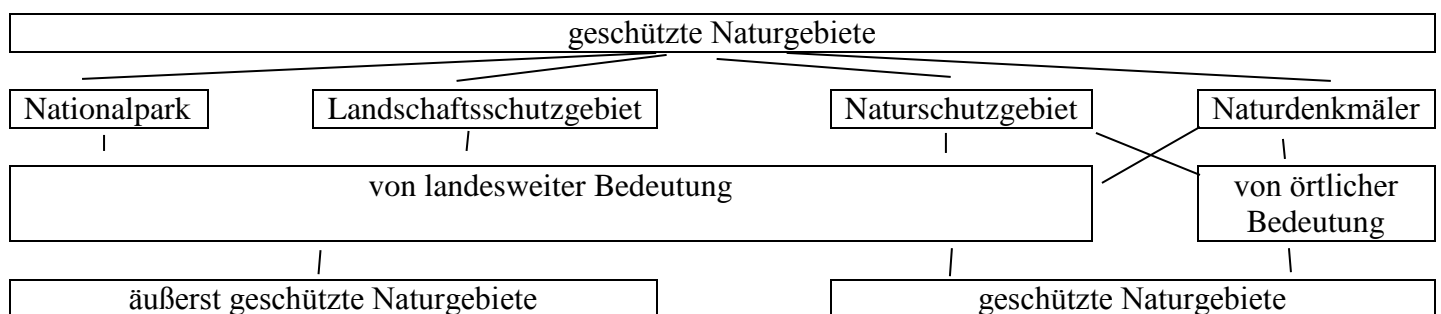 geschützte Naturgebiete
Nationalpark Landschaftsschutzgebiet Naturschutzgebiet Naturdenkmäler
von landesweiter Bedeutung von örtlicher
Bedeutung
äußerst geschützte Naturgebiete geschützte Naturgebiete